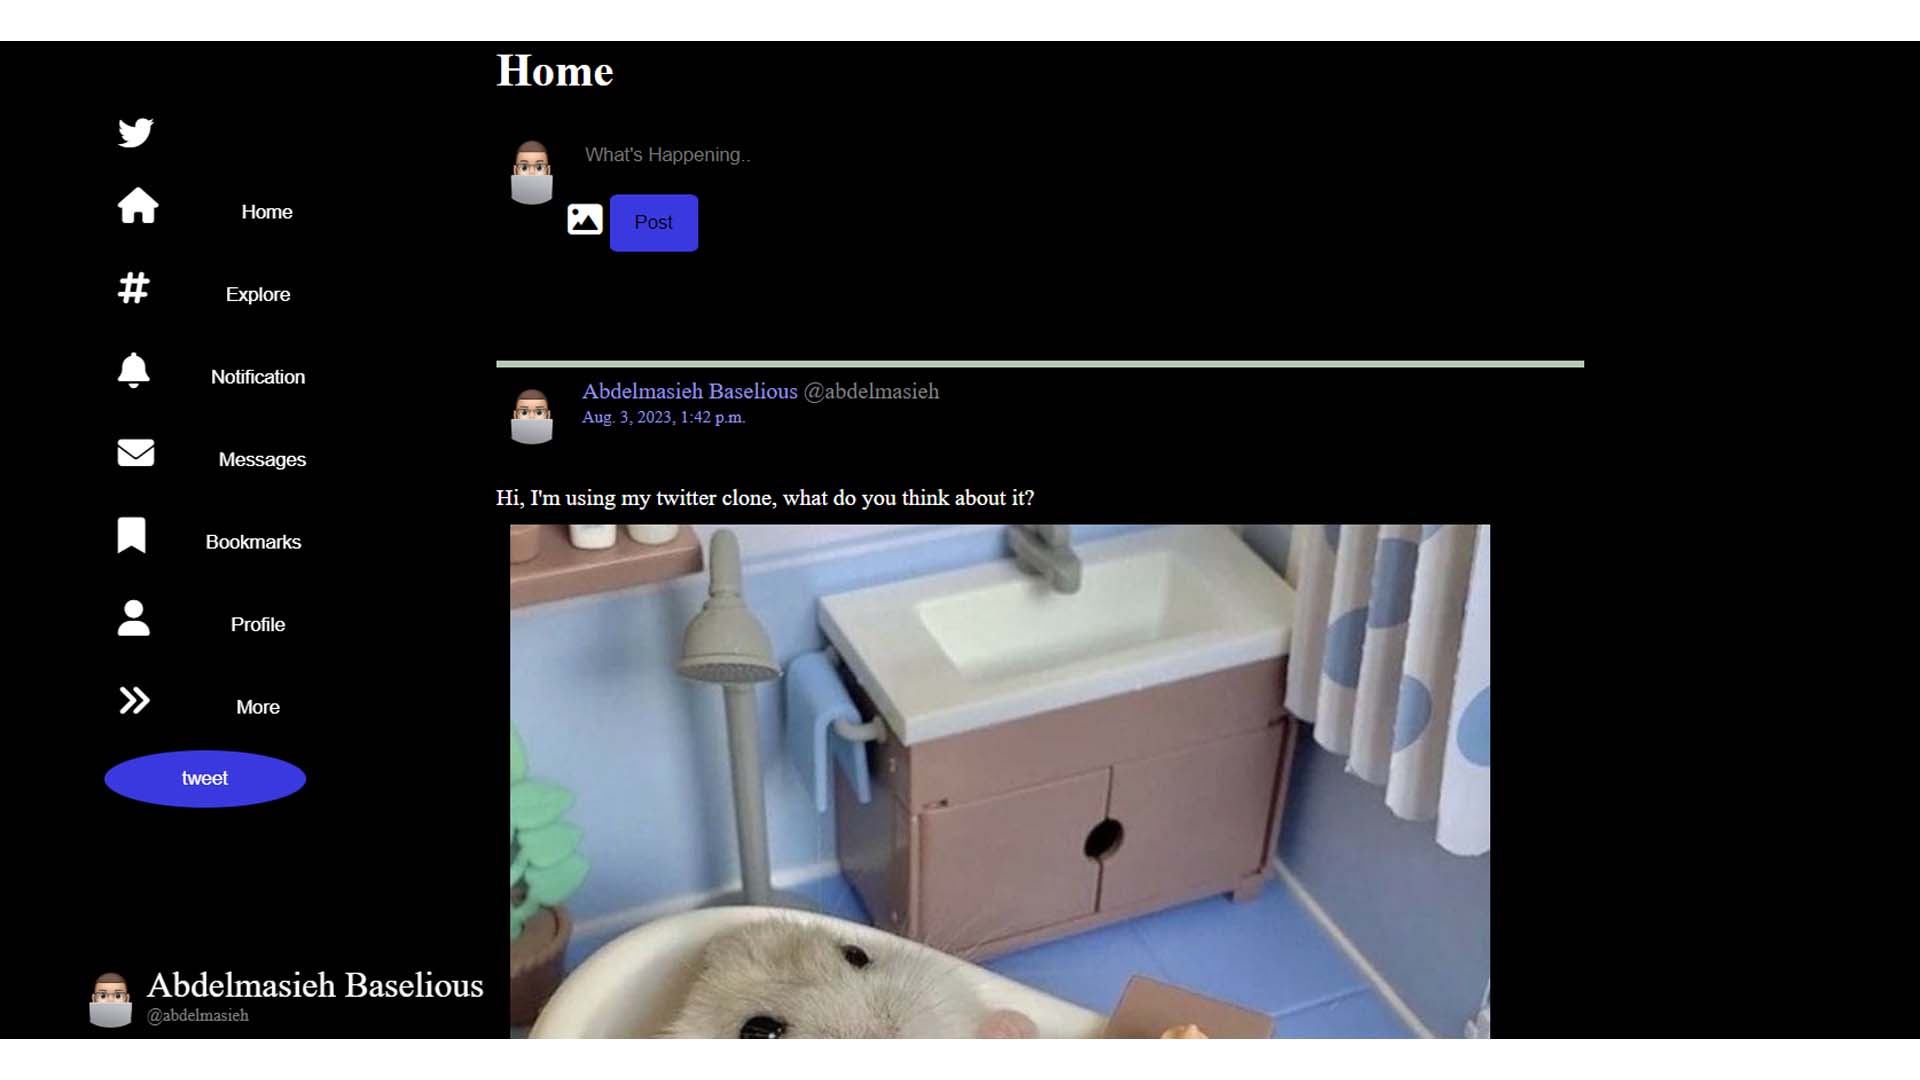 Home
What's Happening..
Post
Home
Explore
Notification
Messages
Bookmarks
Profile
More
tweet
Abdelmasieh Baselious
@abdelmasieh
Abdelmasieh Baselious @abdelmasieh
Aug. 3, 2023, 1:42 p.m.
Hi, I'm using my twitter clone, what do you think about it?